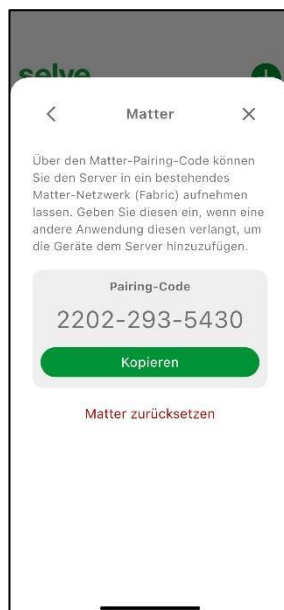 selve
Matter
Über den Matter-Pairing-Code können
Sie den Server in ein bestehendes
Matter-Netzwerk (Fabric) aufnehmen
lassen. Geben Sie diesen ein, wenn eine
andere Anwendung diesen verlangt, um
die Geräte dem Server hinzuzufügen.
Pairing-Code
2202-293-5430
Kopieren
Matter zurücksetzen